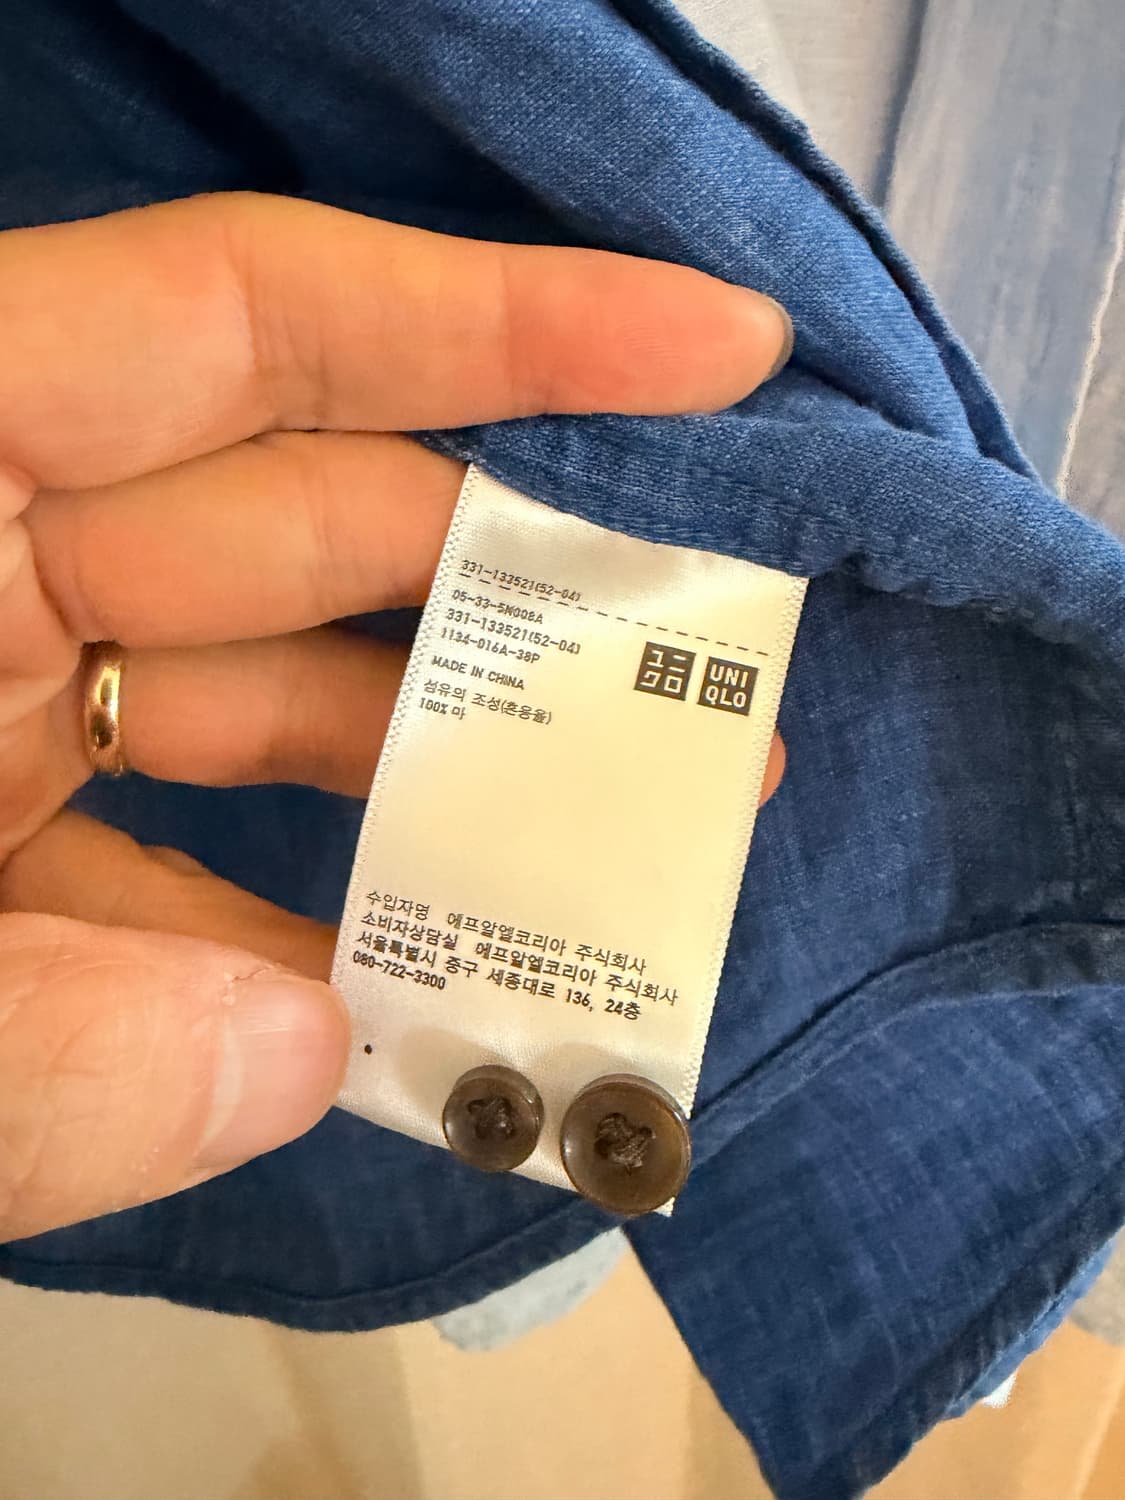 331-133521(52-04)
05-33-5N008A
331-133521(52-04)
1134-016A-38P
MADE IN CHINA
섬유의 조성(혼용율)
100% 마
ユニ
クロ
UNI
QLO
수입자명 에프알엘코리아 주식회사
소비자상담실 에프알엘코리아 주식회사
서울특별시 중구 세종대로 136, 24층
080-722-3300